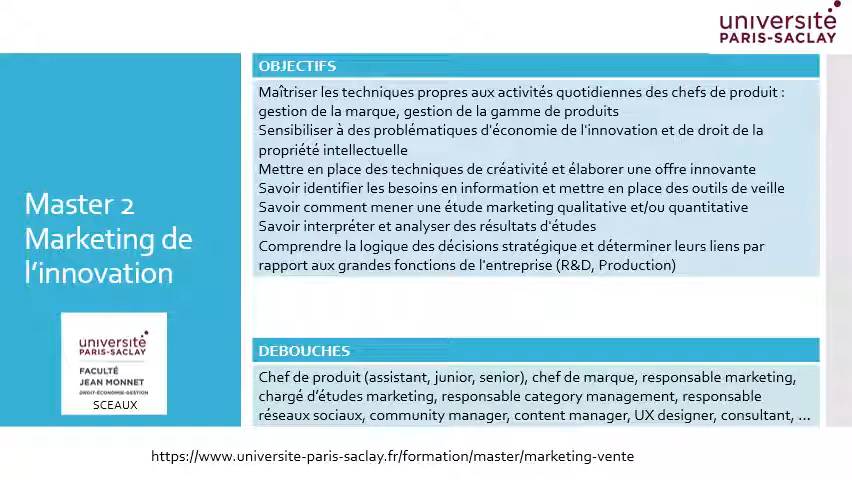 université
PARIS-SACLAY
OBJECTIFS
Maîtriser les techniques propres aux activités quotidiennes des chefs de produit :
gestion de la marque, gestion de la gamme de produits
Sensibiliser à des problématiques d'économie de l'innovation et de droit de la
propriété intellectuelle
Mettre en place des techniques de créativité et élaborer une offre innovante
Savoir identifier les besoins en information et mettre en place des outils de veille
Savoir comment mener une étude marketing qualitative et/ou quantitative
Savoir interpréter et analyser des résultats d'études
Comprendre la logique des décisions stratégique et déterminer leurs liens par
rapport aux grandes fonctions de l'entreprise (R&D, Production)
Master 2
Marketing de
l'innovation
université
PARIS-SACLAY
FACULTÉ
JEAN MONNET
DROIT-ÉCONOMIE-GESTION
SCEAUX
DEBOUCHES
Chef de produit (assistant, junior, senior), chef de marque, responsable marketing,
chargé d'études marketing, responsable category management, responsable
réseaux sociaux, community manager, content manager, UX designer, consultant, ...
https://www.universite-paris-saclay.fr/formation/master/marketing-vente